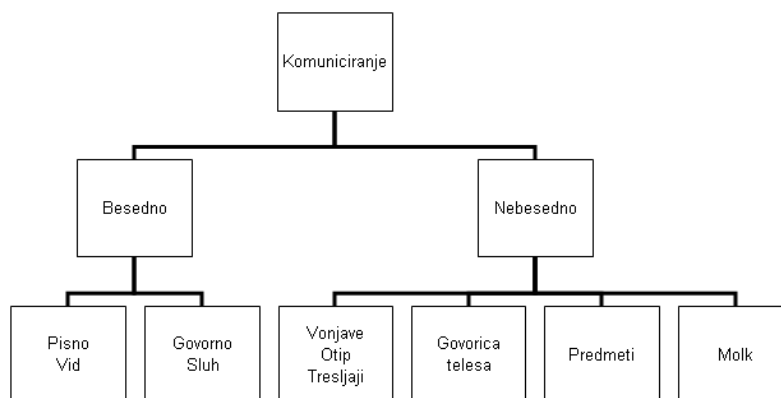 Komuniciranje
Besedno
Nebesedno
Pisno
Vid
Govorno
Sluh
Vonjave
Otip
Tresljaji
Govorica
telesa
Predmeti
Molk